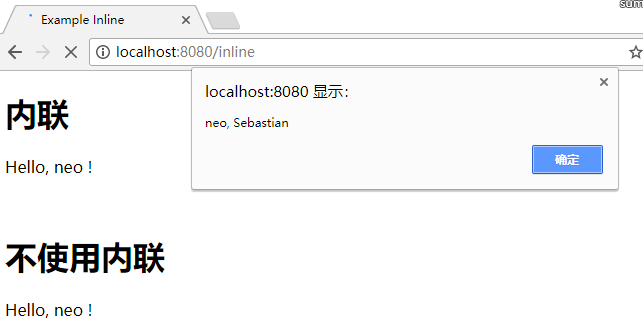 sum
Example Inline
localhost:8080/inline
localhost:8080 显示：
neo, Sebastian
确定
内联
Hello, neo !
不使用内联
Hello, neo !